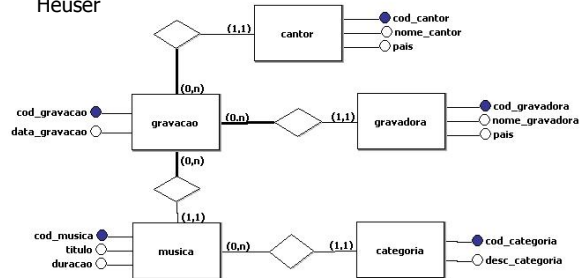 Heuser
cod_cantor
(1,1)
cantor
nome_cantor
pais
(0,n)
cod_gravacao
gravacao
(0,n)
(1,1)
gravadora
cod_gravadora
data_gravacao
nome_gravadora
pais
(0,n)
(1,1)
cod_musica
musica
(0,n)
(1,1)
categoria
cod_categoria
titulo
duracao
desc_categoria